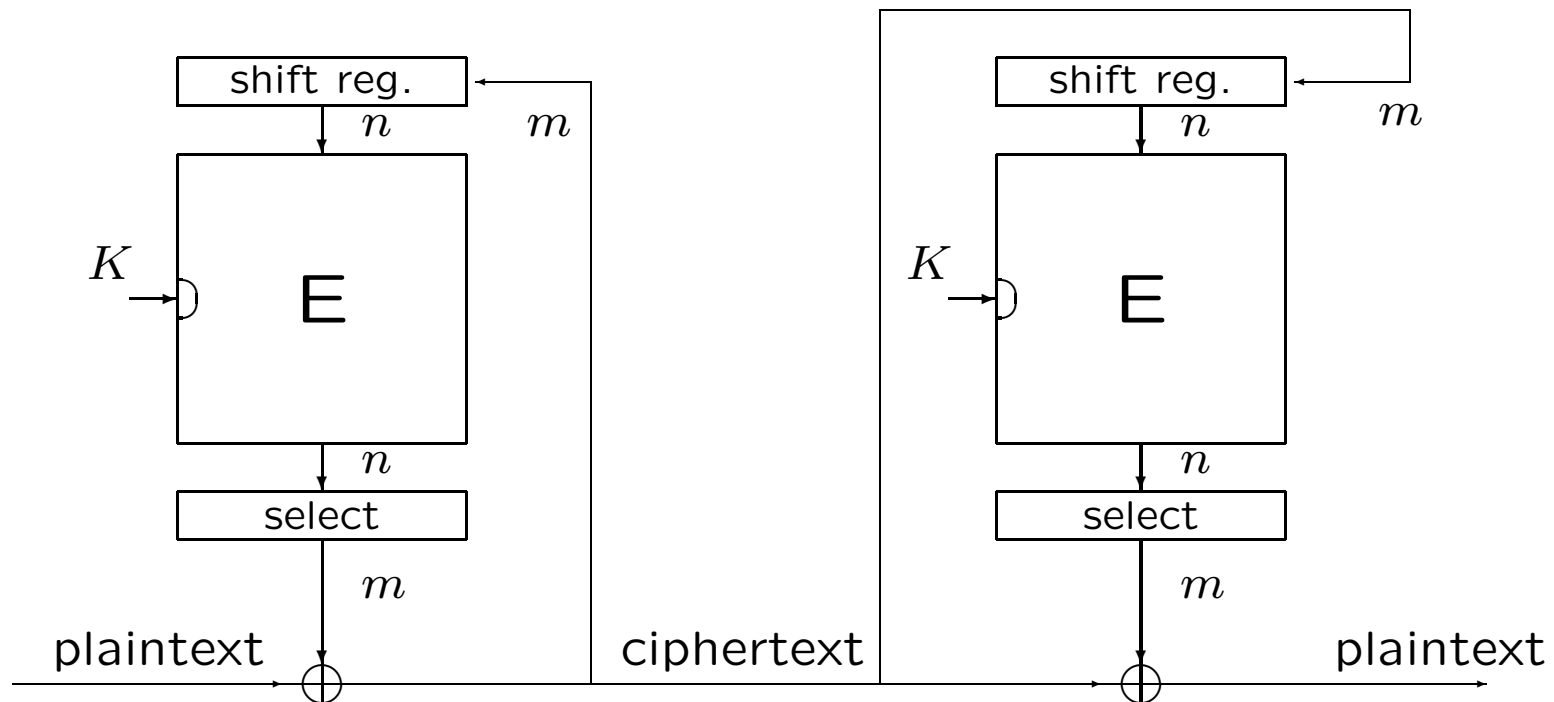 shift reg.
shift reg.
n
m
n
m
K
E
K
E
n
n
select
select
m
m
plaintext
ciphertext
plaintext